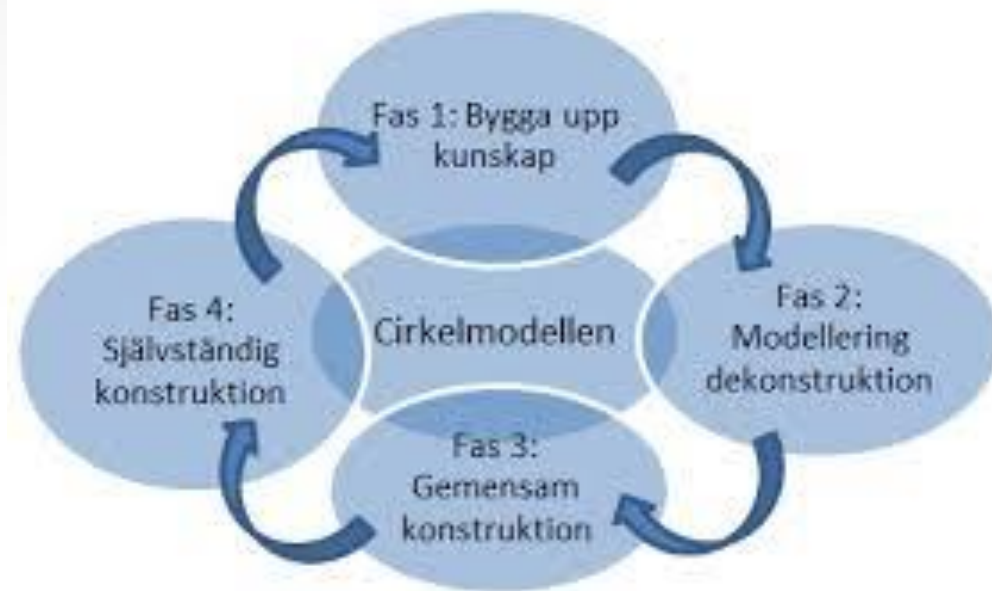 Fas 1: Bygga upp
kunskap
Fas 2:
Modellering
dekonstruktion
Fas 3:
Gemensam
konstruktion
Fas 4:
Självständig
konstruktion
Cirkelmodellen